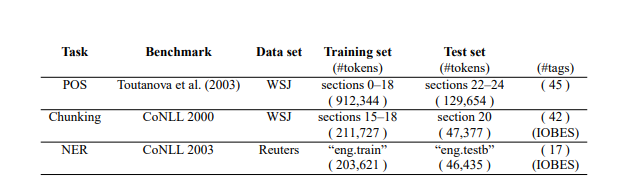 Task Benchmark Data set Training set Test set
(#tokens) (#tokens) (#tags)
POS Toutanova et al. (2003) WSJ sections 0–18 sections 22–24 ( 45 )
( 912,344 ) ( 129,654 )
Chunking CoNLL 2000 WSJ sections 15–18 section 20 ( 42 )
( 211,727 ) ( 47,377 ) (IOBES)
NER CoNLL 2003 Reuters “eng.train” “eng.testb” ( 17 )
( 203,621 ) ( 46,435 ) (IOBES)